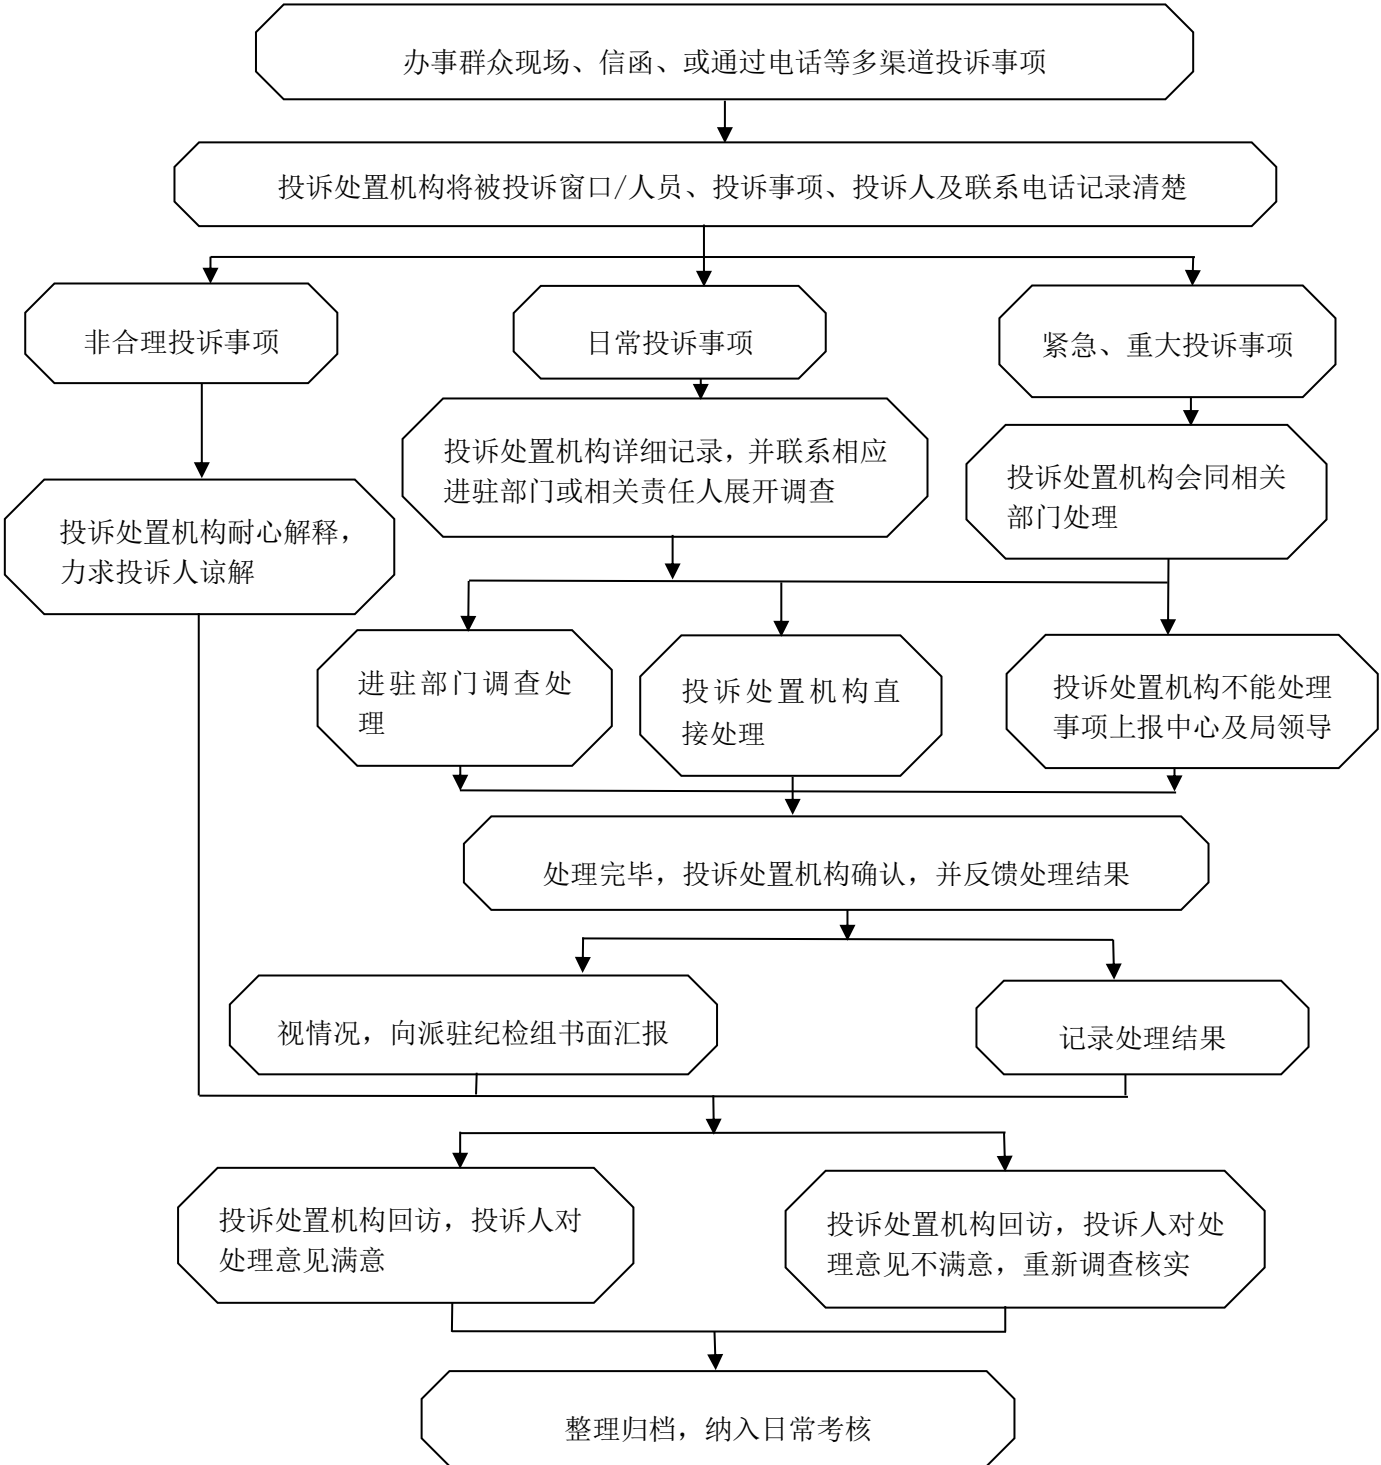 办事群众现场、信函、或通过电话等多渠道投诉事项
投诉处置机构将被投诉窗口/人员、投诉事项、投诉人及联系电话记录清楚
非合理投诉事项
日常投诉事项
紧急、重大投诉事项
投诉处置机构详细记录，并联系相应
进驻部门或相关责任人展开调查
投诉处置机构会同相关
部门处理
投诉处置机构耐心解释，
力求投诉人谅解
进驻部门调查处
理
投诉处置机构直
接处理
投诉处置机构不能处理
事项上报中心及局领导
处理完毕，投诉处置机构确认，并反馈处理结果
视情况，向派驻纪检组书面汇报
记录处理结果
投诉处置机构回访，投诉人对
处理意见满意
投诉处置机构回访，投诉人对处
理意见不满意，重新调查核实
整理归档，纳入日常考核